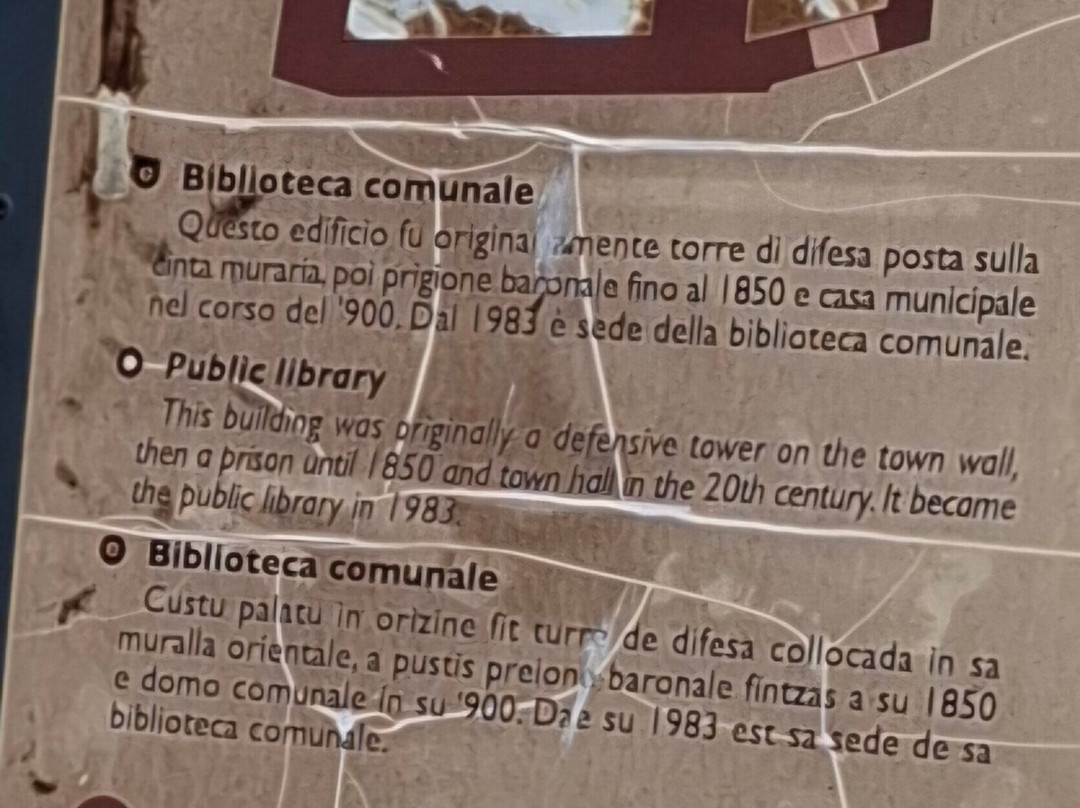 Biblioteca comunale
Questo edificio fu originariamente torre di difesa posta sulla
cinta muraria, poi prigione baronale fino al 1850 e casa municipale
nel corso del '900. Dal 1983 è sede della biblioteca comunale.
Public library
This building was originally a defensive tower on the town wall,
then a prison until 1850 and town hall in the 20th century. It became
the public library in 1983.
Biblioteca comunale
Custu palatu in orizine fit turre de difesa collocada in sa
muralla orientale, a pustis baronale fintzas a su 1850
e domo comunale in su '900. Dae su 1983 est sa sede de sa
biblioteca comunale.